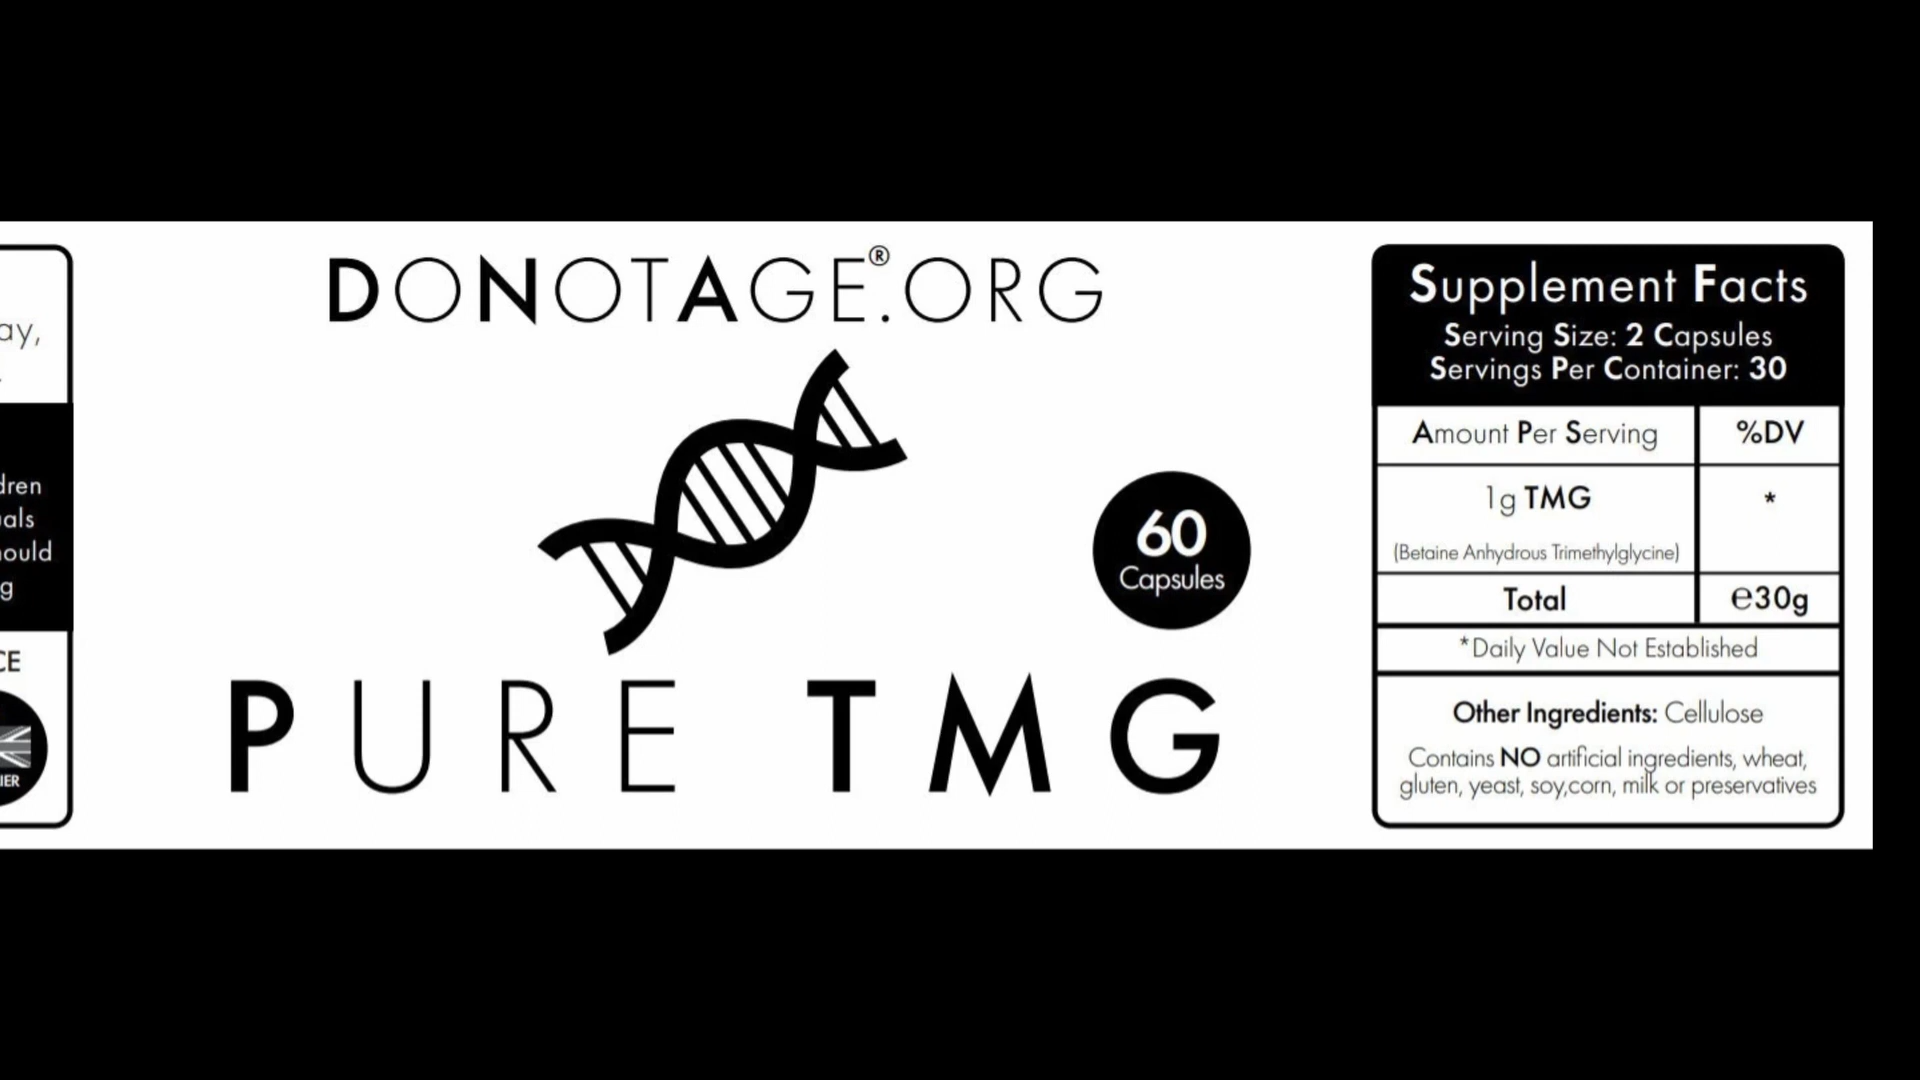 ay,
dren
als
ould
g
CE
IER
DONOTAGE®.ORG
60
Capsules
PURE TMG
Supplement Facts
Serving Size: 2 Capsules
Servings Per Container: 30
Amount Per Serving %DV
1g TMG *
(Betaine Anhydrous Trimethylglycine)
Total ℮30g
*Daily Value Not Established
Other Ingredients: Cellulose
Contains NO artificial ingredients, wheat,
gluten, yeast, soy,corn, milk or preservatives